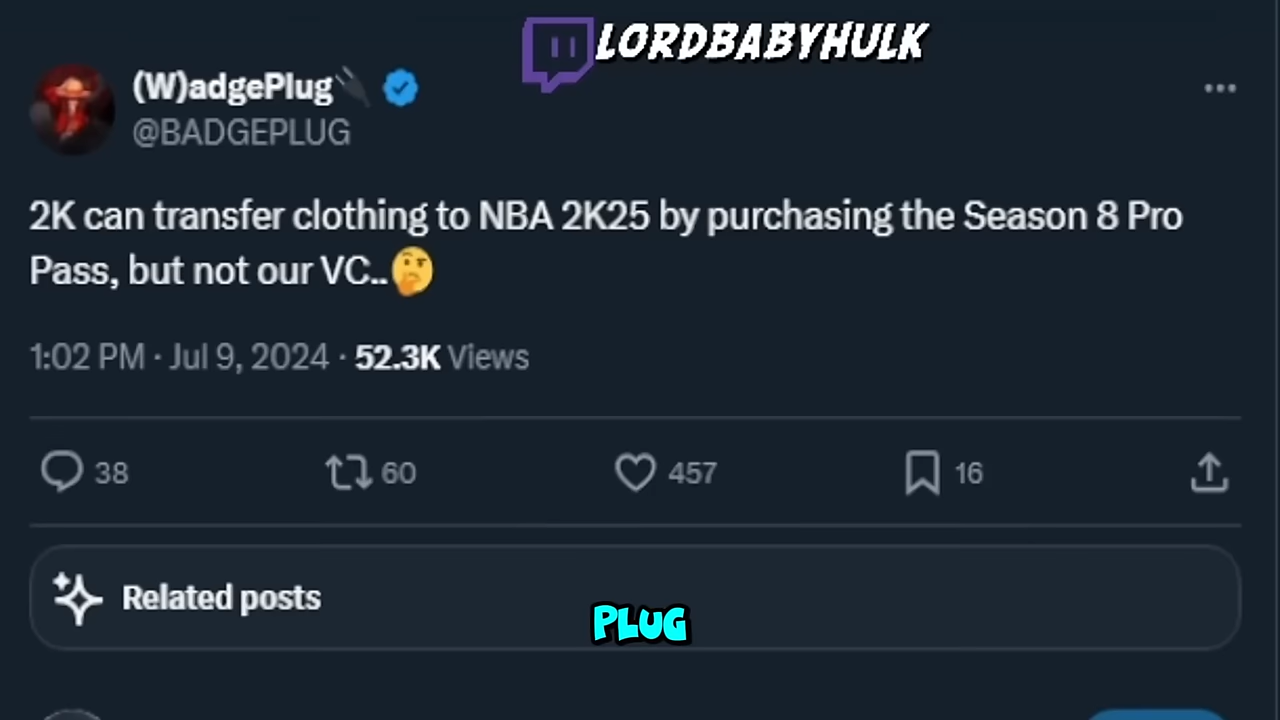 LORDBABYHULK
(W)adgePlug🔌
@BADGEPLUG
2K can transfer clothing to NBA 2K25 by purchasing the Season 8 Pro
Pass, but not our VC..🤔
1:02 PM · Jul 9, 2024 · 52.3K Views
38 60 457 16
Related posts
PLUG